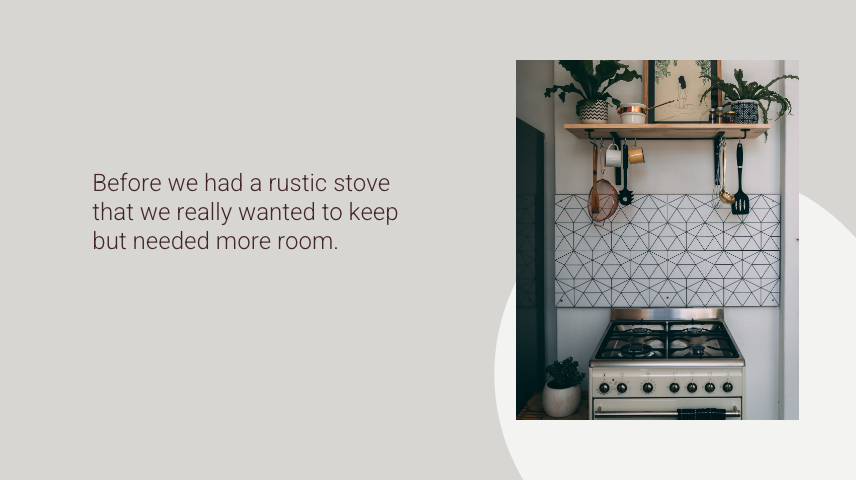 Before we had a rustic stove
that we really wanted to keep
but needed more room.